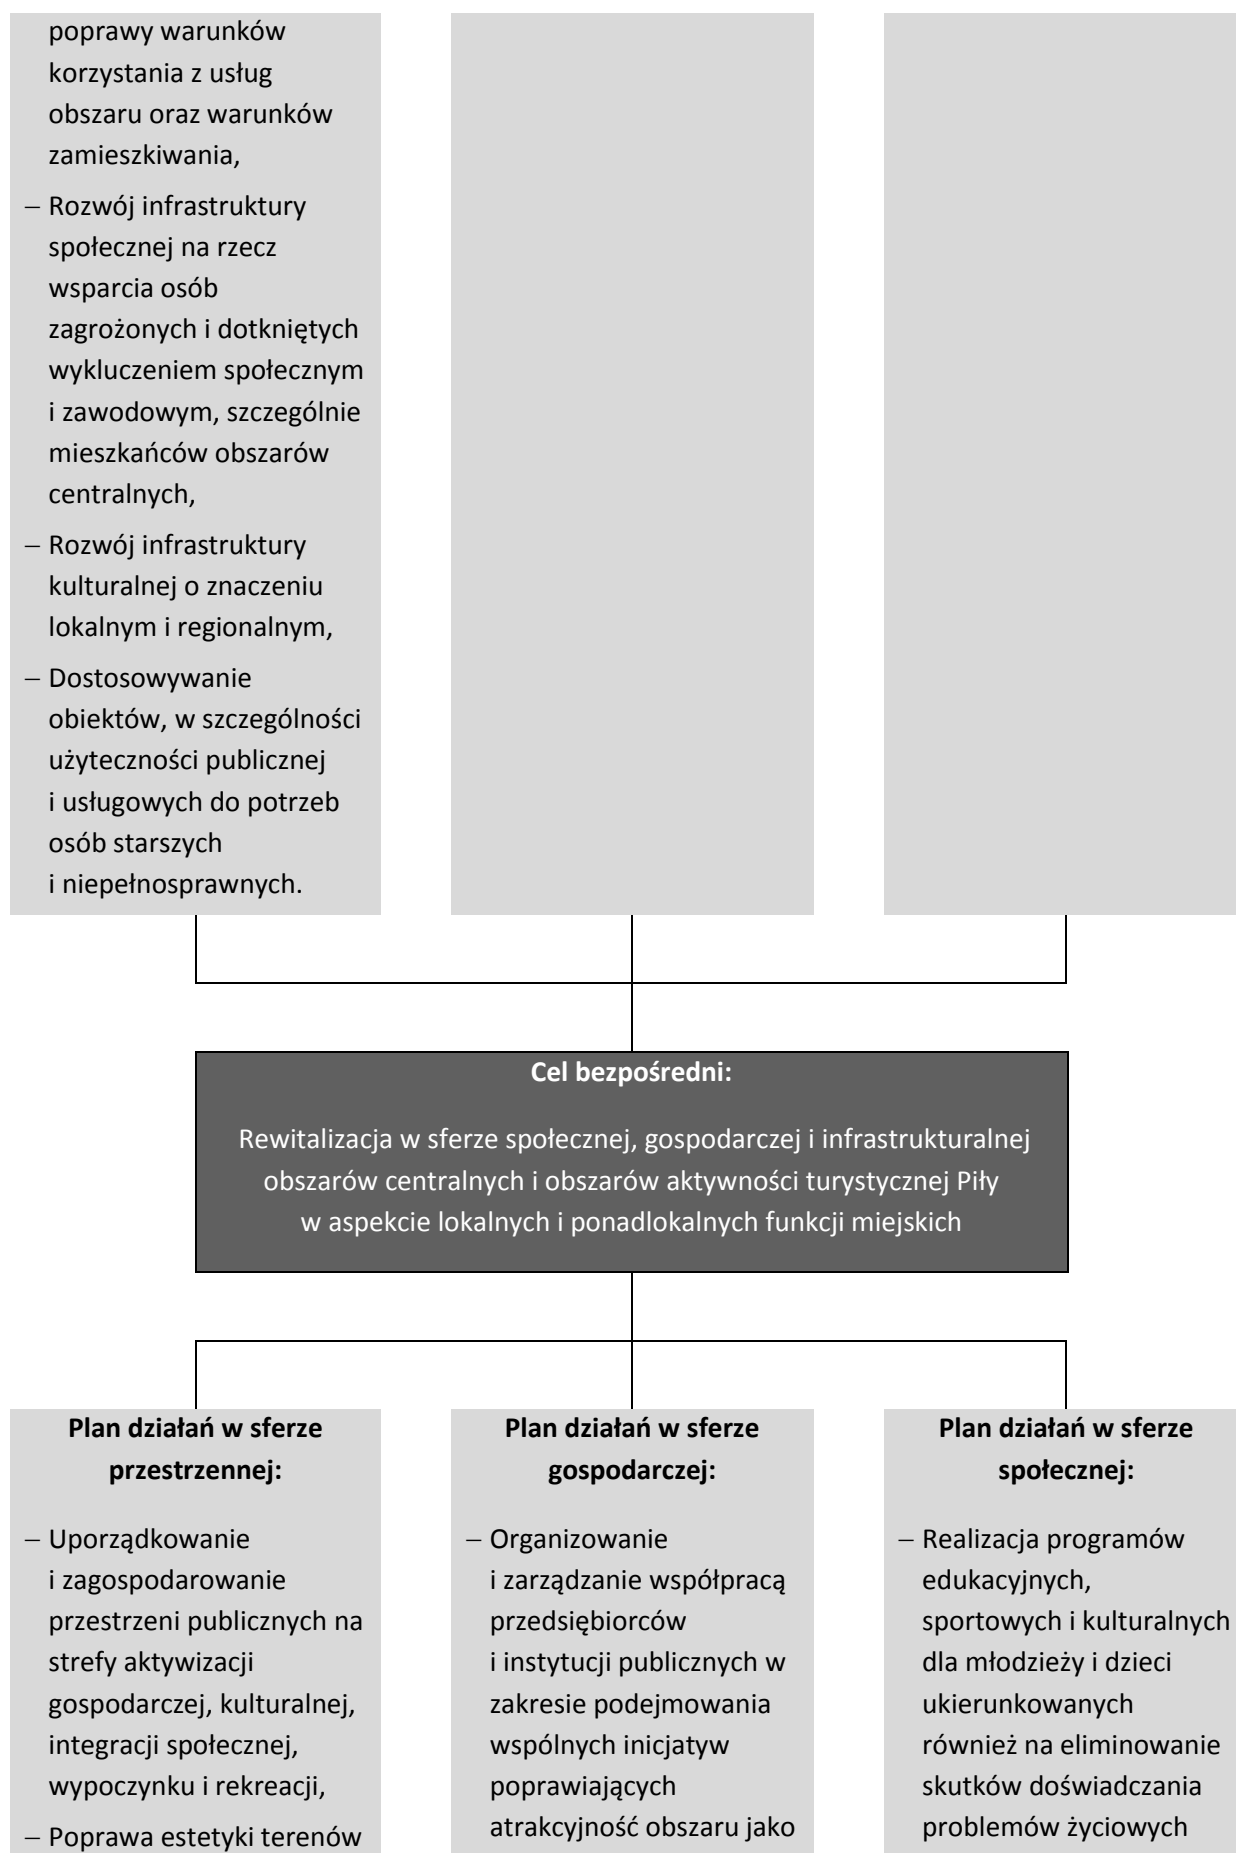 poprawy warunków
korzystania z usług
obszaru oraz warunków
zamieszkiwania,
– Rozwój infrastruktury
społecznej na rzecz
wsparcia osób
zagrożonych i dotkniętych
wykluczeniem społecznym
i zawodowym, szczególnie
mieszkańców obszarów
centralnych,
– Rozwój infrastruktury
kulturalnej o znaczeniu
lokalnym i regionalnym,
– Dostosowywanie
obiektów, w szczególności
użyteczności publicznej
i usługowych do potrzeb
osób starszych
i niepełnosprawnych.
Cel bezpośredni:
Rewitalizacja w sferze społecznej, gospodarczej i infrastrukturalnej
obszarów centralnych i obszarów aktywności turystycznej Piły
w aspekcie lokalnych i ponadlokalnych funkcji miejskich
Plan działań w sferze
przestrzennej:
– Uporządkowanie
i zagospodarowanie
przestrzeni publicznych na
strefy aktywizacji
gospodarczej, kulturalnej,
integracji społecznej,
wypoczynku i rekreacji,
– Poprawa estetyki terenów
Plan działań w sferze
gospodarczej:
– Organizowanie
i zarządzanie współpracą
przedsiębiorców
i instytucji publicznych w
zakresie podejmowania
wspólnych inicjatyw
poprawiających
atrakcyjność obszaru jako
Plan działań w sferze
społecznej:
– Realizacja programów
edukacyjnych,
sportowych i kulturalnych
dla młodzieży i dzieci
ukierunkowanych
również na eliminowanie
skutków doświadczania
problemów życiowych